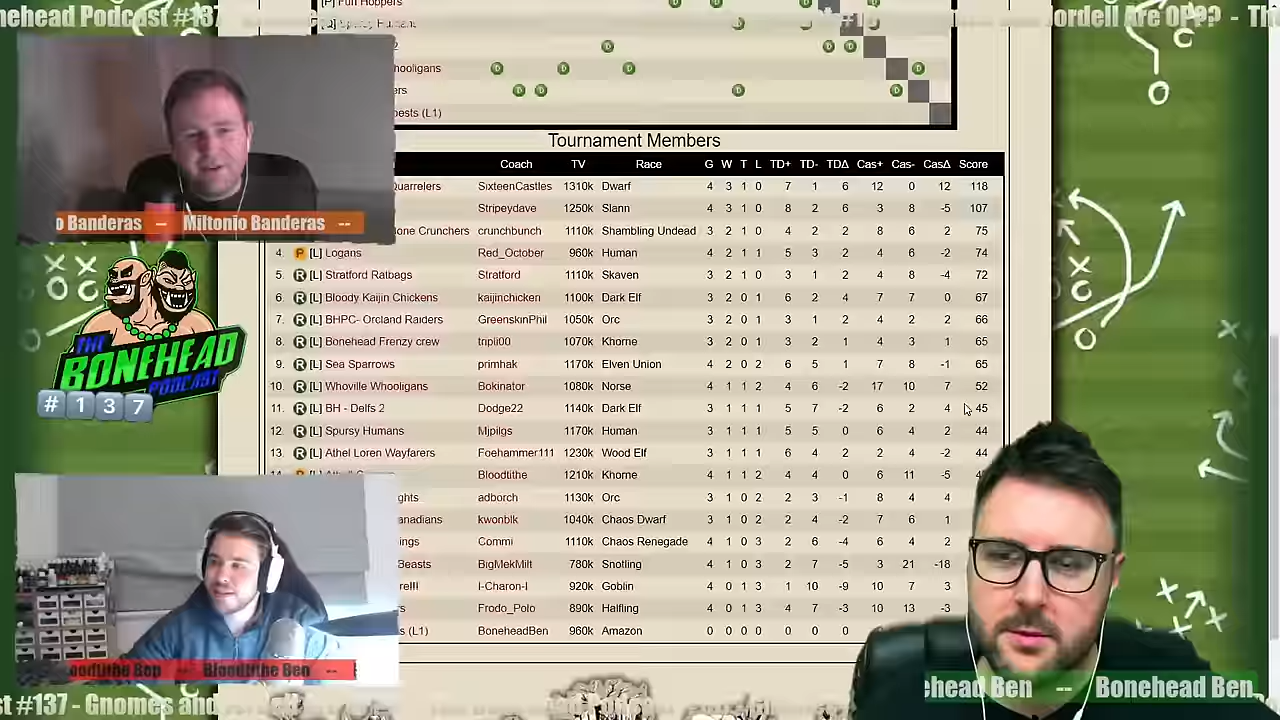 nehead Podcast #137
ordell Are OP?? - Th
[P] Full Hoppers
hooligans
ers
ests (L1)
Tournament Members
Coach TV Race G W T L TD+ TD- TDΔ Cas+ Cas- CasΔ Score
Quarrelers SixteenCastles 1310k Dwarf 4 3 1 0 7 1 6 12 0 12 118
Stripeydave 1250k Slann 4 3 1 0 8 2 6 3 8 -5 107
one Crunchers crunchbunch 1110k Shambling Undead 3 2 1 0 4 2 2 8 6 2 75
4. P [L] Logans Red_October 960k Human 4 2 1 1 5 3 2 4 6 -2 74
5. R [L] Stratford Ratbags Stratford 1110k Skaven 3 2 1 0 3 1 2 4 8 -4 72
6. R [L] Bloody Kaijin Chickens kaijinchicken 1100k Dark Elf 3 2 0 1 6 2 4 7 7 0 67
7. R [L] BHPC- Orcland Raiders GreenskinPhil 1050k Orc 3 2 0 1 3 1 2 4 2 2 66
8. R [L] Bonehead Frenzy crew tripli00 1070k Khorne 3 2 0 1 3 2 1 4 3 1 65
9. R [L] Sea Sparrows primhak 1170k Elven Union 4 2 0 2 6 5 1 7 8 -1 65
10. R [L] Whoville Whooligans Bokinator 1080k Norse 4 1 1 2 4 6 -2 17 10 7 52
11. R [L] BH - Delfs 2 Dodge22 1140k Dark Elf 3 1 1 1 5 7 -2 6 2 4 45
12. R [L] Spursy Humans Mjpilgs 1170k Human 3 1 1 1 5 5 0 6 4 2 44
13. R [L] Athel Loren Wayfarers Foehammer111 1230k Wood Elf 3 1 1 1 6 4 2 2 4 -2 44
Bloodtithe 1210k Khorne 4 1 1 2 4 4 0 6 11 -5
ghts adborch 1130k Orc 3 1 0 2 2 3 -1 8 4 4
anadians kwonblk 1040k Chaos Dwarf 3 1 0 2 2 4 -2 7 6 1
ings Commi 1110k Chaos Renegade 4 1 0 3 2 6 -4 6 4 2
Beasts BigMekMilt 780k Snotling 4 1 0 3 2 7 -5 3 21 -18
re!!! I-Charon-I 920k Goblin 4 0 1 3 1 10 -9 10 7 3
rs Frodo_Polo 890k Halfling 4 0 1 3 4 7 -3 10 13 -3
s (L1) BoneheadBen 960k Amazon 0 0 0 0 0 0 0
o Banderas -- Miltonio Banderas --
THE BONEHEAD PODCAST
#137
oodtithe Ben -- Bloodtithe Ben --
ehead Ben -- Bonehead Ben
st #137 - Gnomes and